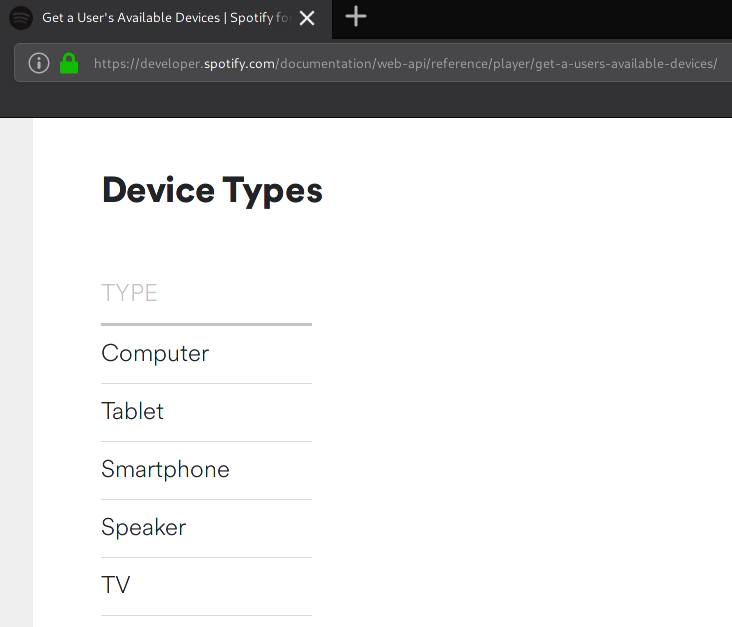 Get a User's Available Devices | Spotify fo
https://developer.spotify.com/documentation/web-api/reference/player/get-a-users-available-devices/
Device Types
TYPE
Computer
Tablet
Smartphone
Speaker
TV